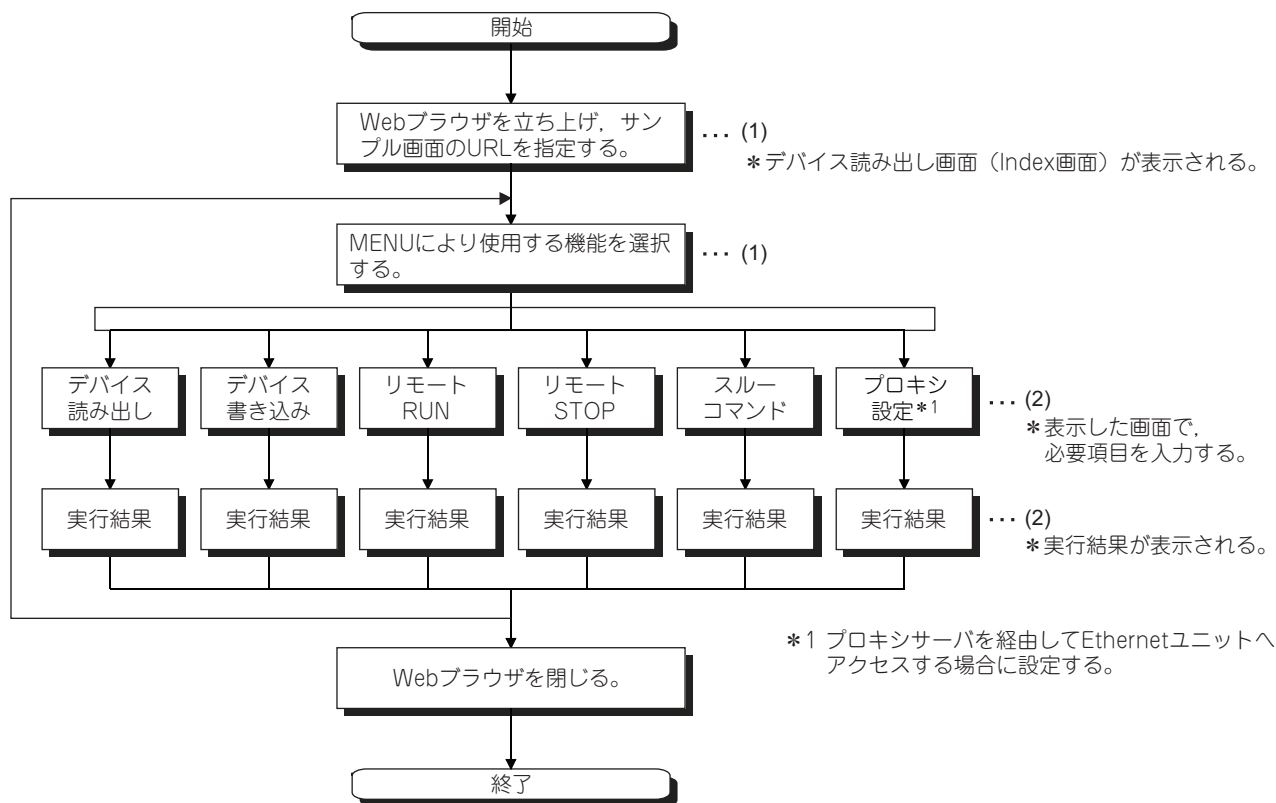 開始
Webブラウザを立ち上げ，サン
プル画面のURLを指定する。
･･･ (1)
＊デバイス読み出し画面（Index画面）が表示される。
MENUにより使用する機能を選択
する。
･･･ (1)
デバイス
読み出し
デバイス
書き込み
リモート
RUN
リモート
STOP
スルー
コマンド
プロキシ
設定＊1
･･･ (2)
＊表示した画面で，
必要項目を入力する。
実行結果
実行結果
実行結果
実行結果
実行結果
実行結果
･･･ (2)
＊実行結果が表示される。
＊1 プロキシサーバを経由してEthernetユニットへ
アクセスする場合に設定する。
Webブラウザを閉じる。
終了